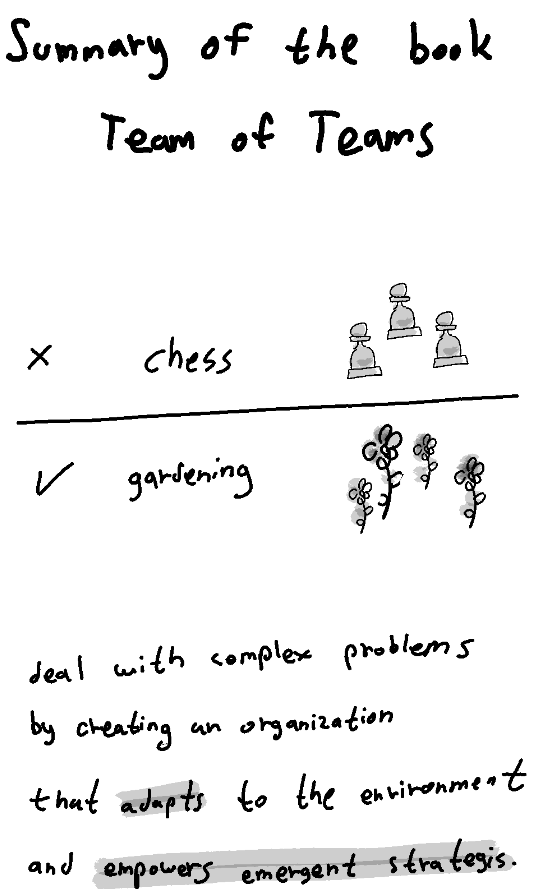 Summary of the book
Team of Teams
× chess
✓ gardening
deal with complex problems
by creating an organization
that adapts to the environment
and empowers emergent strategis.